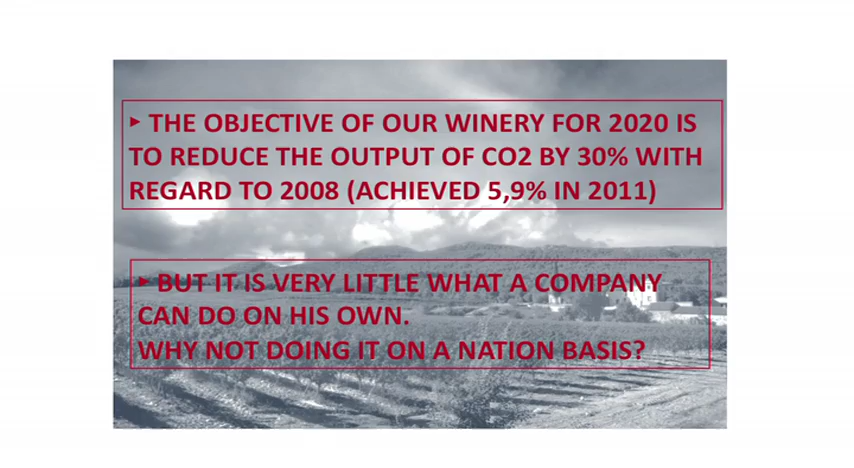 ▸ THE OBJECTIVE OF OUR WINERY FOR 2020 IS
TO REDUCE THE OUTPUT OF CO2 BY 30% WITH
REGARD TO 2008 (ACHIEVED 5,9% IN 2011)
▸ BUT IT IS VERY LITTLE WHAT A COMPANY
CAN DO ON HIS OWN.
WHY NOT DOING IT ON A NATION BASIS?